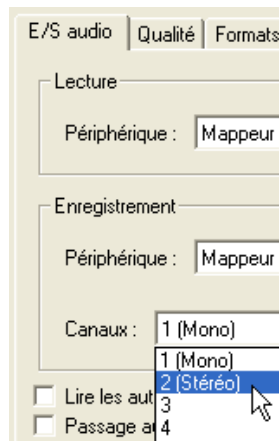 E/S audio Qualité Formats
Lecture
Périphérique : Mappeur
Enregistrement
Périphérique : Mappeur
Canaux : 1 (Mono)
1 (Mono)
2 (Stéréo)
Lire les aut
3
Passage au
4